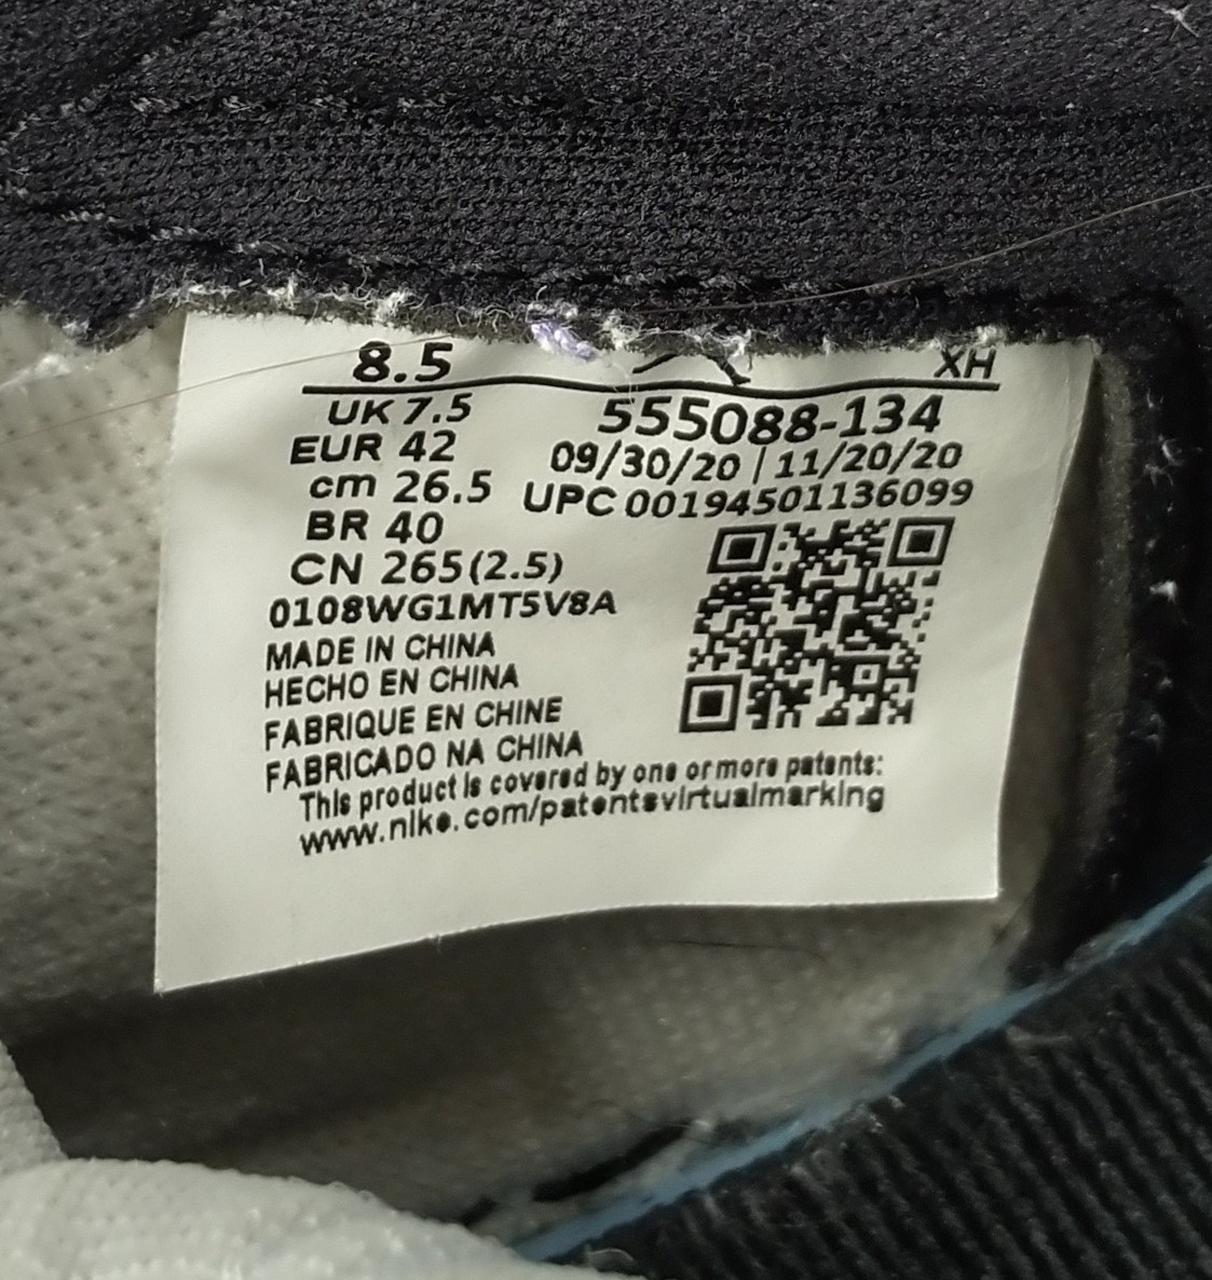 8.5 XH
UK 7.5
555088-134
EUR 42
09/30/20 | 11/20/20
cm 26.5
UPC 00194501136099
BR 40
CN 265(2.5)
0108WG1MT5V8A
MADE IN CHINA
HECHO EN CHINA
FABRIQUE EN CHINE
FABRICADO NA CHINA
This product is covered by one or more patents:
www.nike.com/patentsvirtualmarking